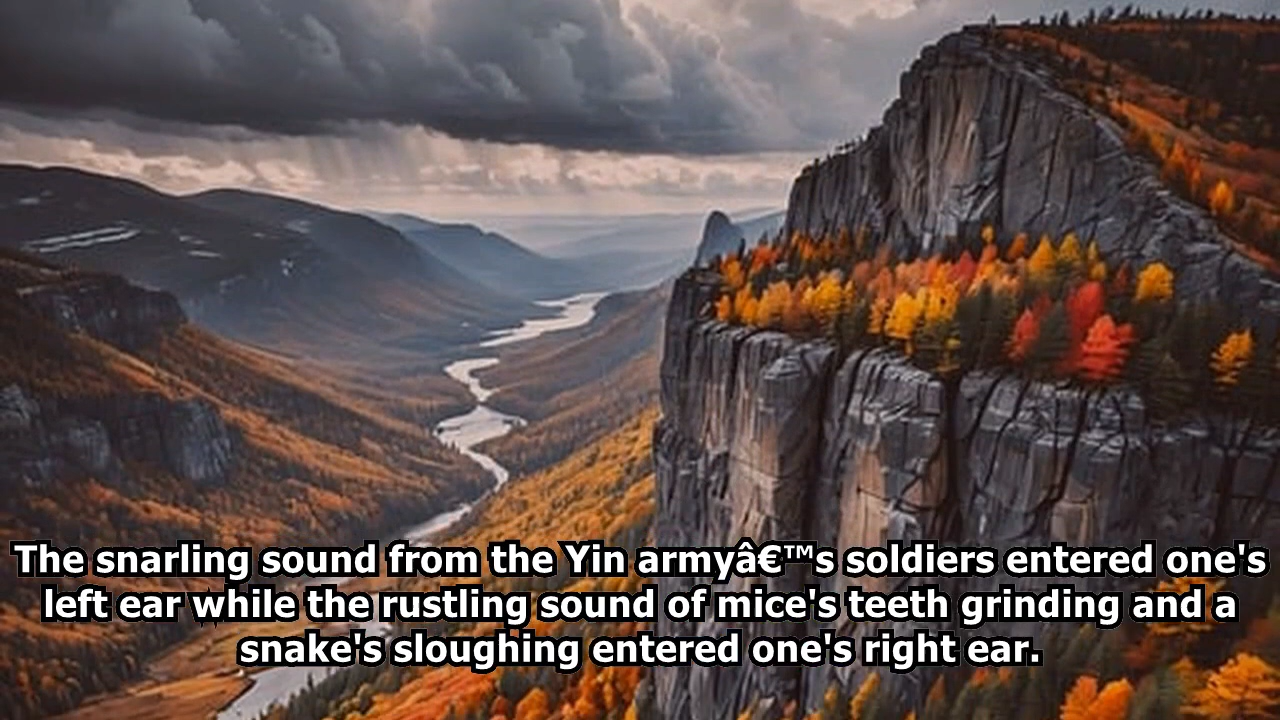 The snarling sound from the Yin armyâ€™s soldiers entered one's
left ear while the rustling sound of mice's teeth grinding and a
snake's sloughing entered one's right ear.